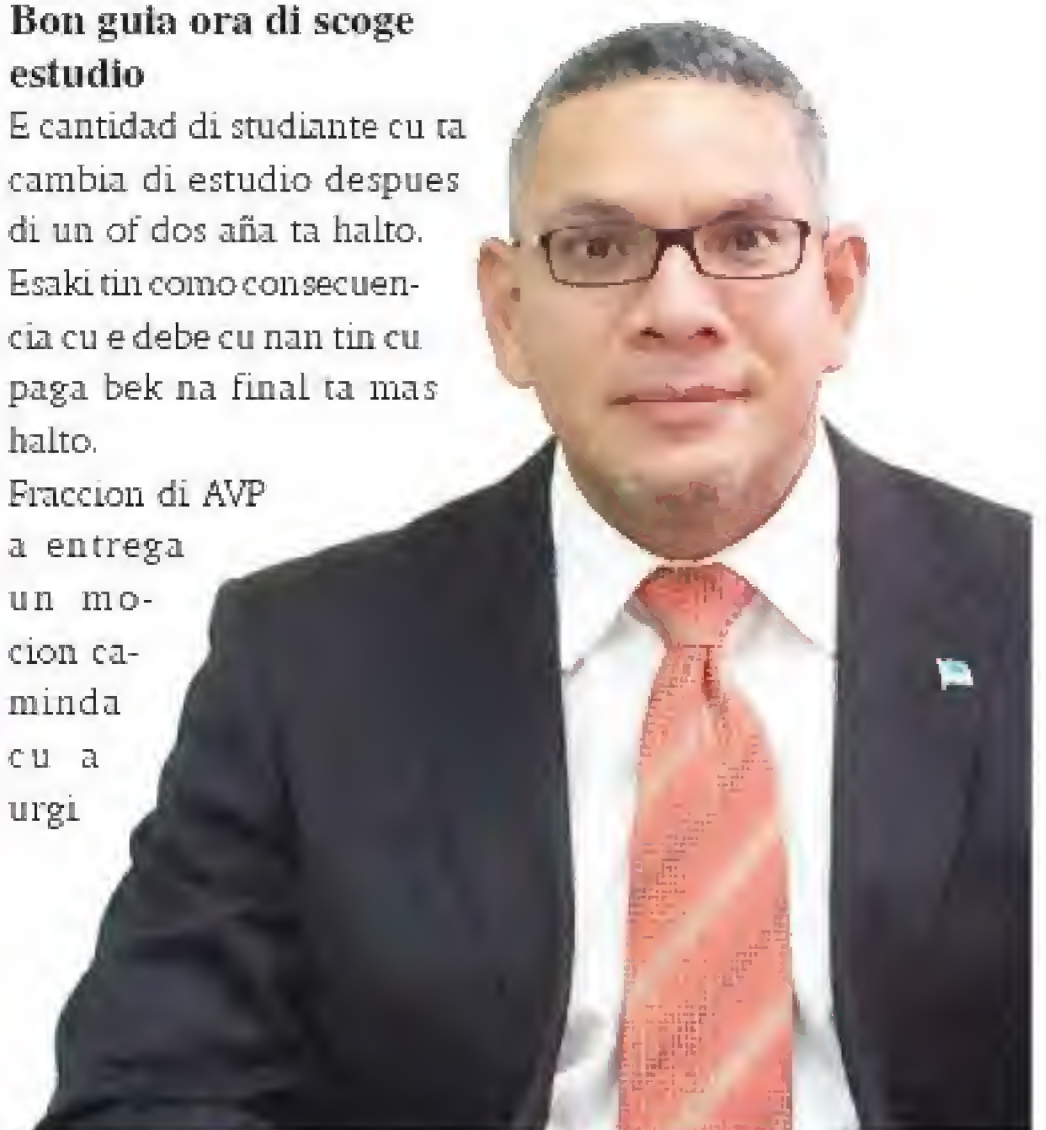 Bon guia ora di scoge
estudio
E cantidad di studiante cu ta
cambia di estudio despues
di un of dos aña ta halto.
Esaki tin como consecuen-
cia cu e debe cu nan tin cu
paga bek na final ta mas
halto.
Fraccion di AVP
a entrega
un mo-
cion ca-
minda
cu a
urgi